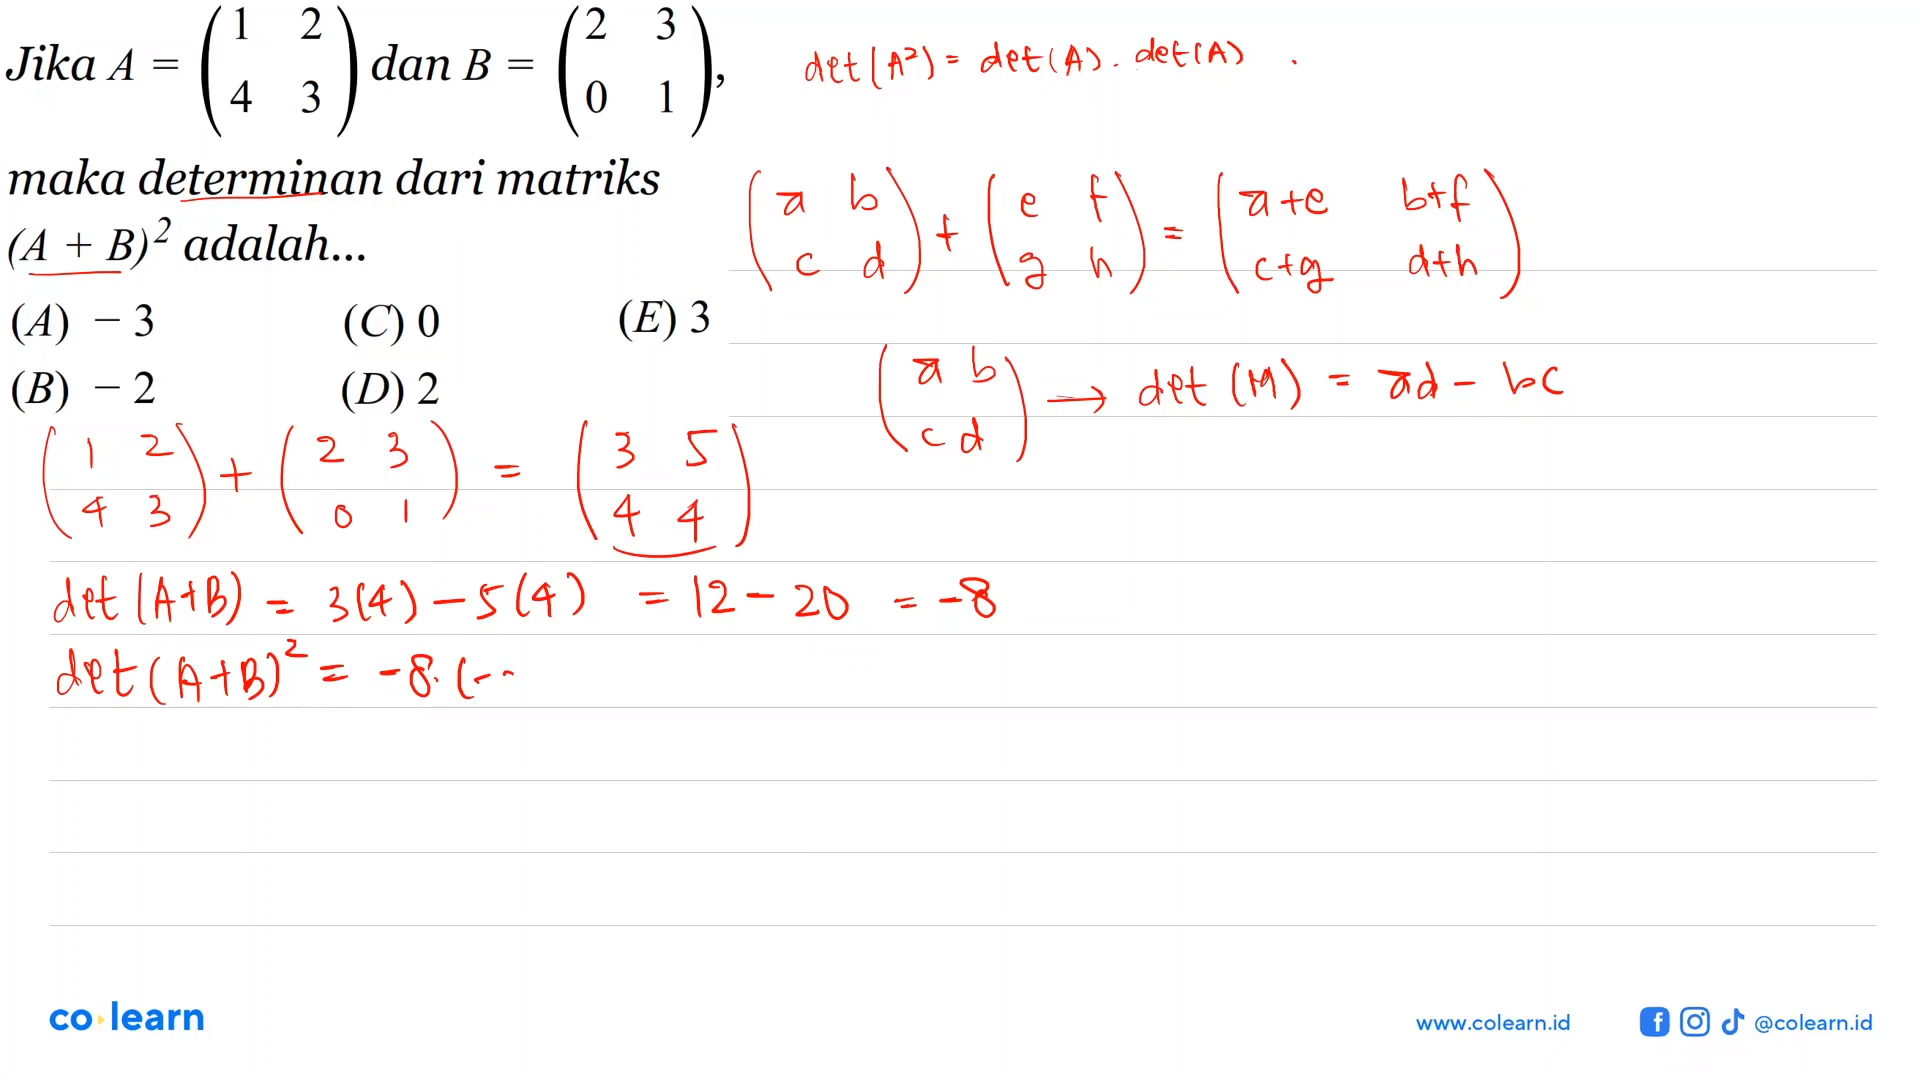 Jika A = (1 2 4 3) dan B = (2 3 0 1),
maka determinan dari matriks
(A + B)² adalah...
(A) − 3 (C) 0 (E) 3
(B) − 2 (D) 2
det(A²) = det(A). det(A) .
(a b c d) + (e f g h) = (a+e b+f c+g d+h)
(a b c d) → det (M) = ad - bc
(1 2 4 3) + (2 3 0 1) = (3 5 4 4)
det (A+B) = 3(4) - 5(4) = 12 - 20 = -8
det (A+B)² = -8. (-
co learn
www.colearn.id @colearn.id